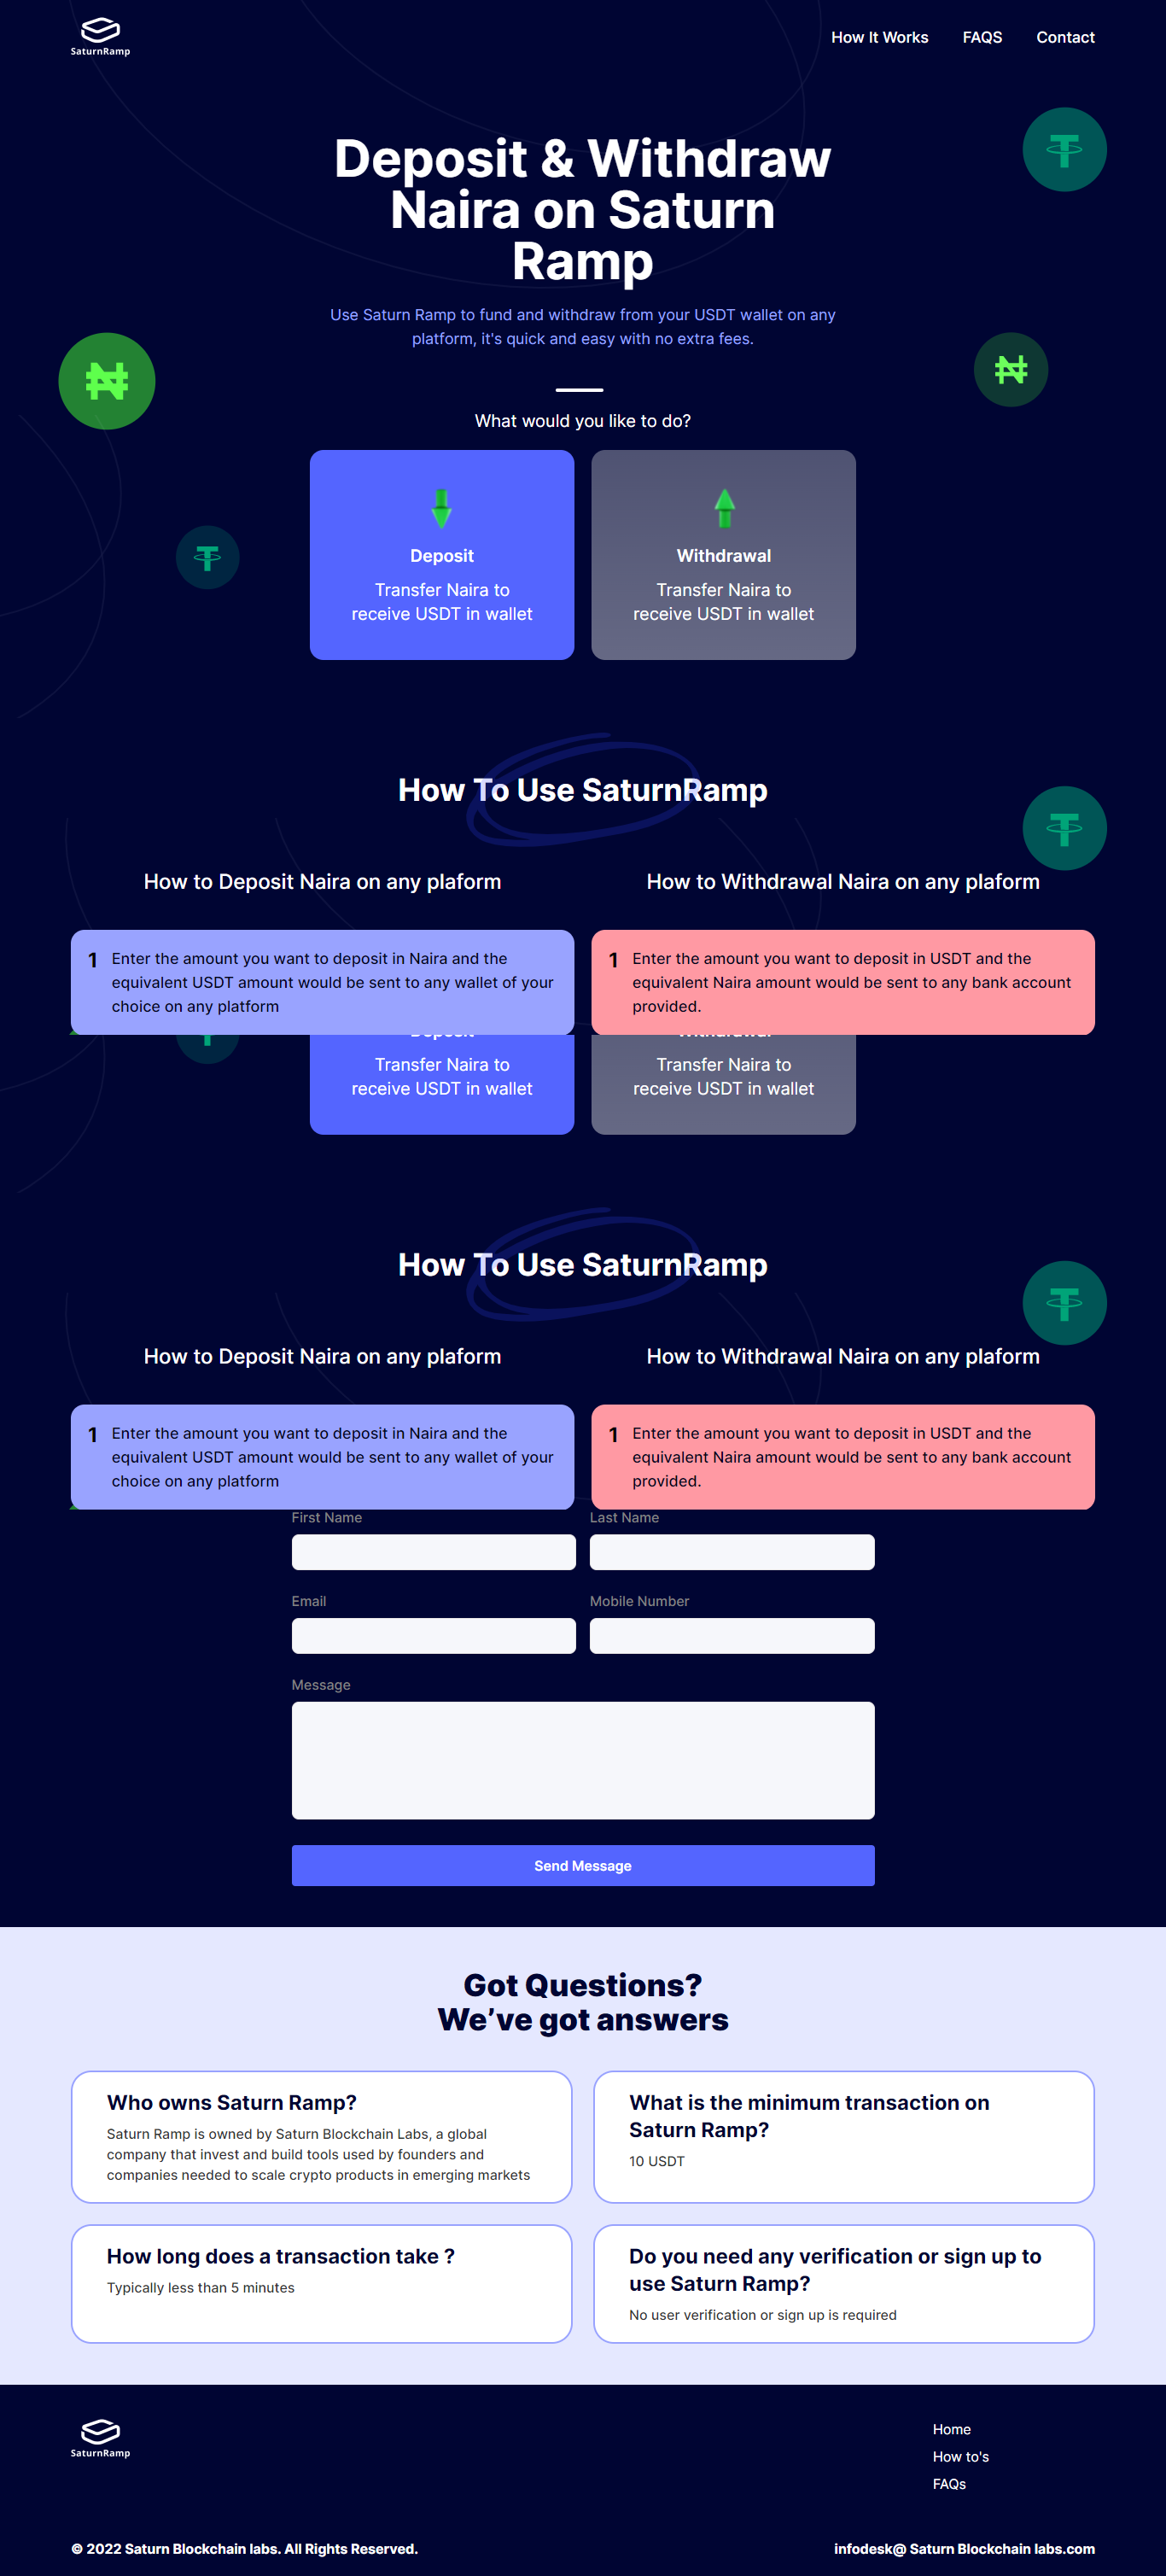 SaturnRamp
How It Works
FAQS
Contact
Deposit & Withdraw
Naira on Saturn
Ramp
Use Saturn Ramp to fund and withdraw from your USDT wallet on any
platform, it's quick and easy with no extra fees.
What would you like to do?
Deposit
Transfer Naira to
receive USDT in wallet
Withdrawal
Transfer Naira to
receive USDT in wallet
How To Use SaturnRamp
How to Deposit Naira on any plaform
How to Withdrawal Naira on any plaform
1
Enter the amount you want to deposit in Naira and the
equivalent USDT amount would be sent to any wallet of your
choice on any platform
1
Enter the amount you want to deposit in USDT and the
equivalent Naira amount would be sent to any bank account
provided.
Deposit
Transfer Naira to
receive USDT in wallet
Withdrawal
Transfer Naira to
receive USDT in wallet
How To Use SaturnRamp
How to Deposit Naira on any plaform
How to Withdrawal Naira on any plaform
1
Enter the amount you want to deposit in Naira and the
equivalent USDT amount would be sent to any wallet of your
choice on any platform
1
Enter the amount you want to deposit in USDT and the
equivalent Naira amount would be sent to any bank account
provided.
First Name
Last Name
Email
Mobile Number
Message
Send Message
Got Questions?
We’ve got answers
Who owns Saturn Ramp?
Saturn Ramp is owned by Saturn Blockchain Labs, a global
company that invest and build tools used by founders and
companies needed to scale crypto products in emerging markets
What is the minimum transaction on
Saturn Ramp?
10 USDT
How long does a transaction take ?
Typically less than 5 minutes
Do you need any verification or sign up to
use Saturn Ramp?
No user verification or sign up is required
SaturnRamp
Home
How to's
FAQs
© 2022 Saturn Blockchain labs. All Rights Reserved.
infodesk@ Saturn Blockchain labs.com